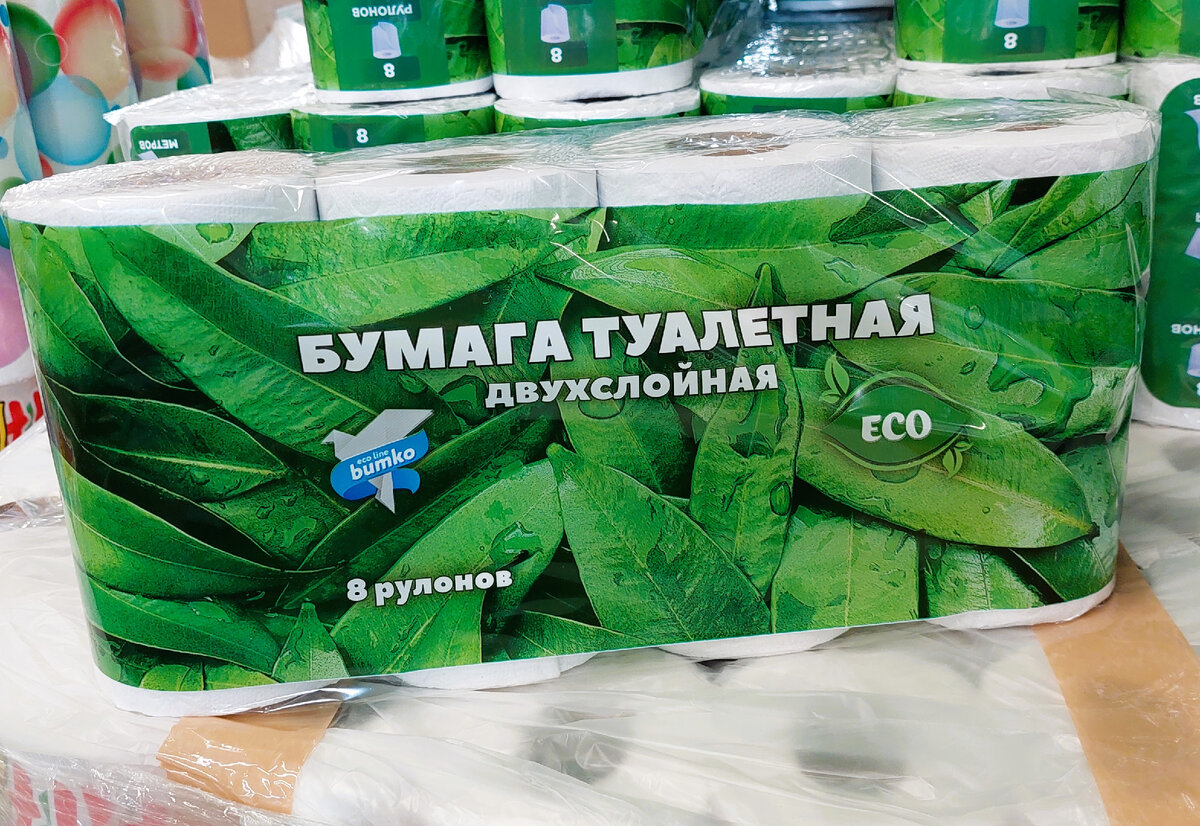 РУЛОНОВ
8
8
8
МЕТРОВ
8
БУМАГА ТУАЛЕТНАЯ
ДВУХСЛОЙНАЯ
ECO
eco line
bumko
8 рулонов